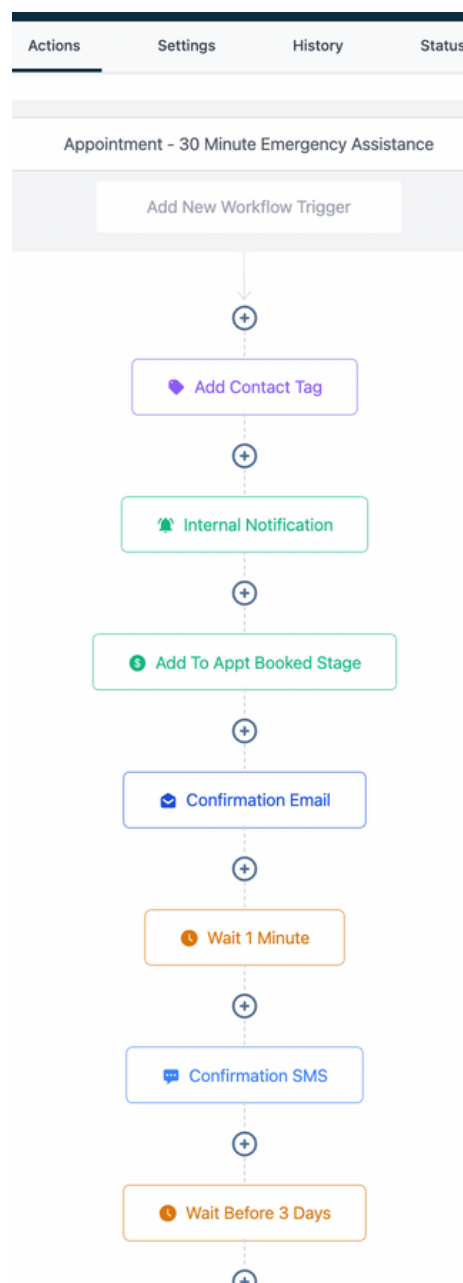 Actions Settings History Status
Appointment - 30 Minute Emergency Assistance
Add New Workflow Trigger
Add Contact Tag
Internal Notification
Add To Appt Booked Stage
Confirmation Email
Wait 1 Minute
Confirmation SMS
Wait Before 3 Days